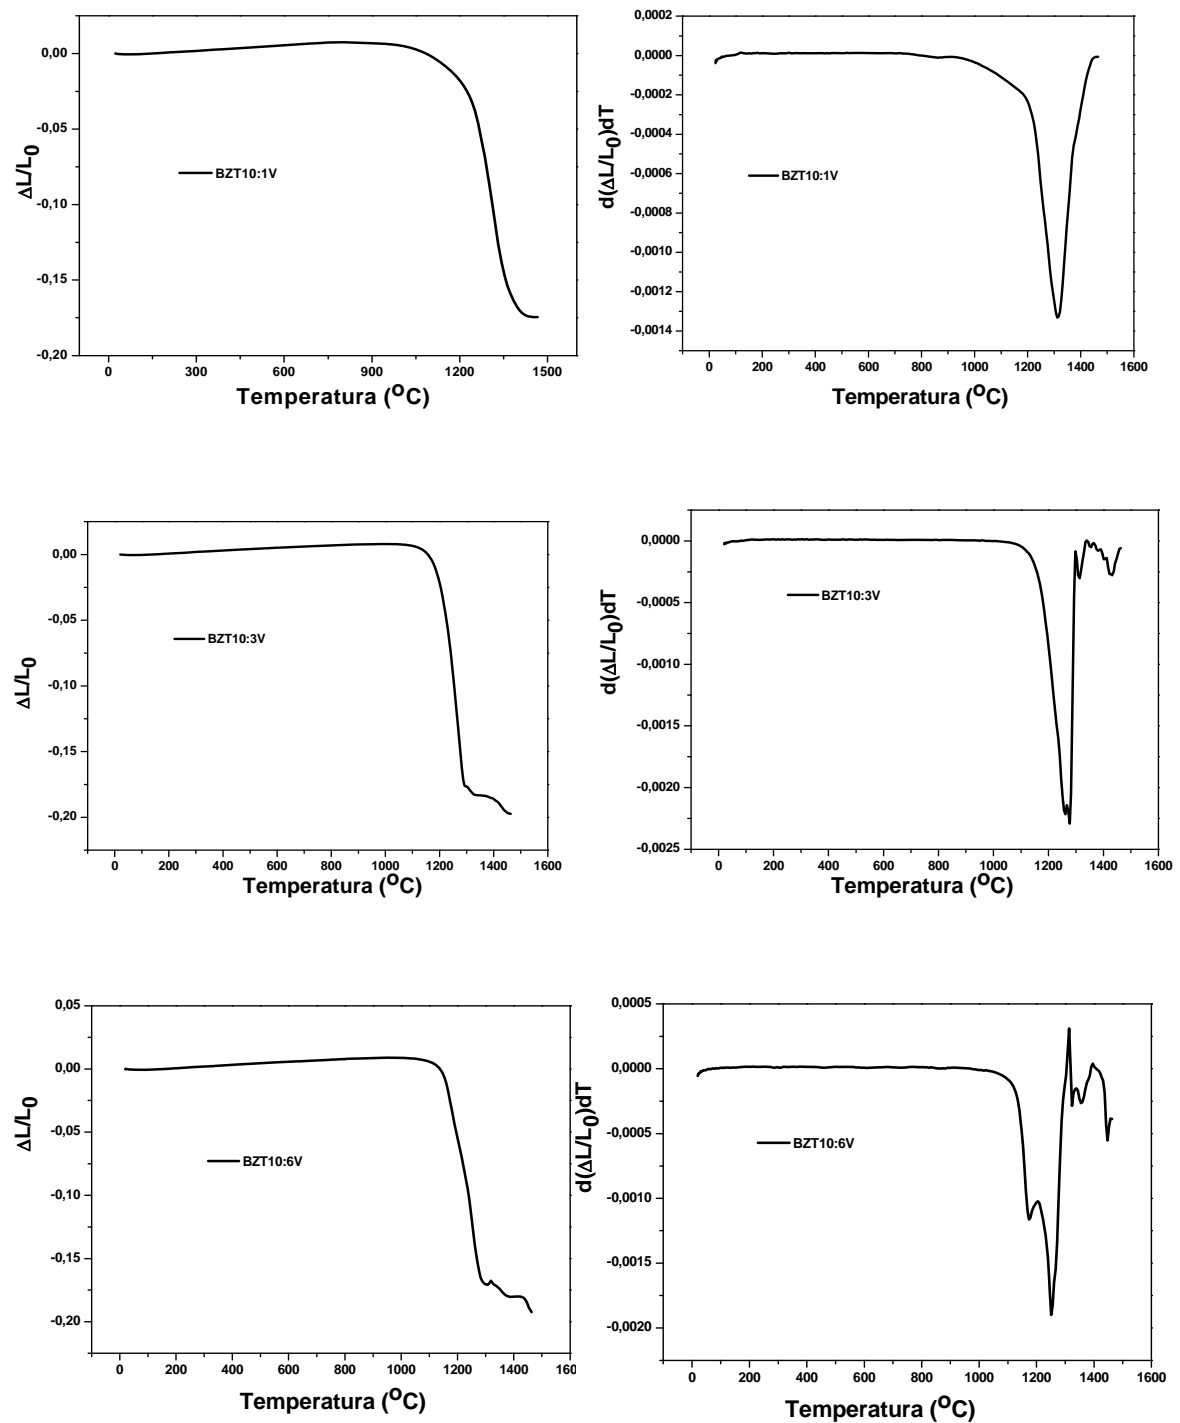 0,00
-0,05
-0,10
-0,15
-0,20
ΔL/L0
BZT10:1V
0 300 600 900 1200 1500
Temperatura (OC)
0,0002
0,0000
-0,0002
-0,0004
-0,0006
-0,0008
-0,0010
-0,0012
-0,0014
d(ΔL/L0)dT
BZT10:1V
0 200 400 600 800 1000 1200 1400 1600
Temperatura (OC)
0,00
-0,05
-0,10
-0,15
-0,20
ΔL/L0
BZT10:3V
0 200 400 600 800 1000 1200 1400 1600
Temperatura (OC)
0,0000
-0,0005
-0,0010
-0,0015
-0,0020
-0,0025
d(ΔL/L0)dT
BZT10:3V
0 200 400 600 800 1000 1200 1400 1600
Temperatura (OC)
0,05
0,00
-0,05
-0,10
-0,15
-0,20
ΔL/L0
BZT10:6V
0 200 400 600 800 1000 1200 1400 160
Temperatura (OC)
0,0005
0,0000
-0,0005
-0,0010
-0,0015
-0,0020
d(ΔL/L0)dT
BZT10:6V
0 200 400 600 800 1000 1200 1400 1600
Temperatura (OC)